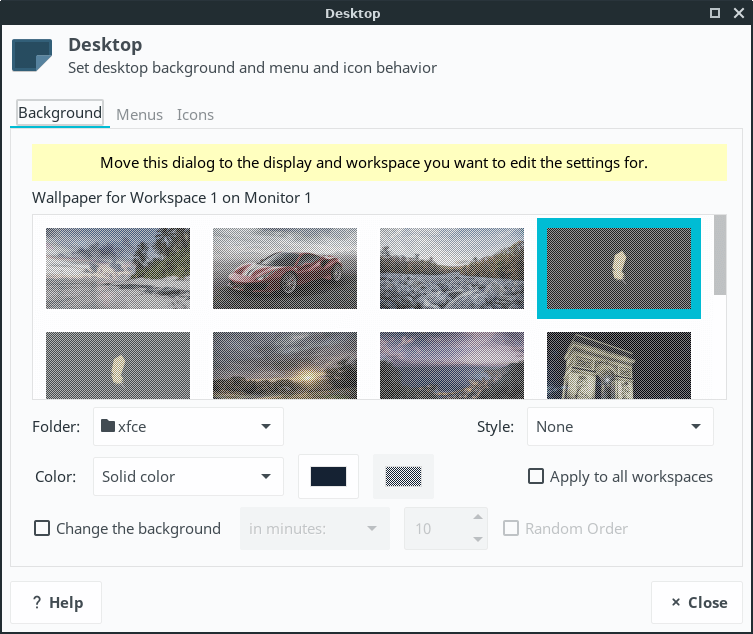 Desktop
Desktop
Set desktop background and menu and icon behavior
Background Menus Icons
Move this dialog to the display and workspace you want to edit the settings for.
Wallpaper for Workspace 1 on Monitor 1
Folder: xfce Style: None
Color: Solid color Apply to all workspaces
Change the background in minutes: 10 Random Order
? Help × Close